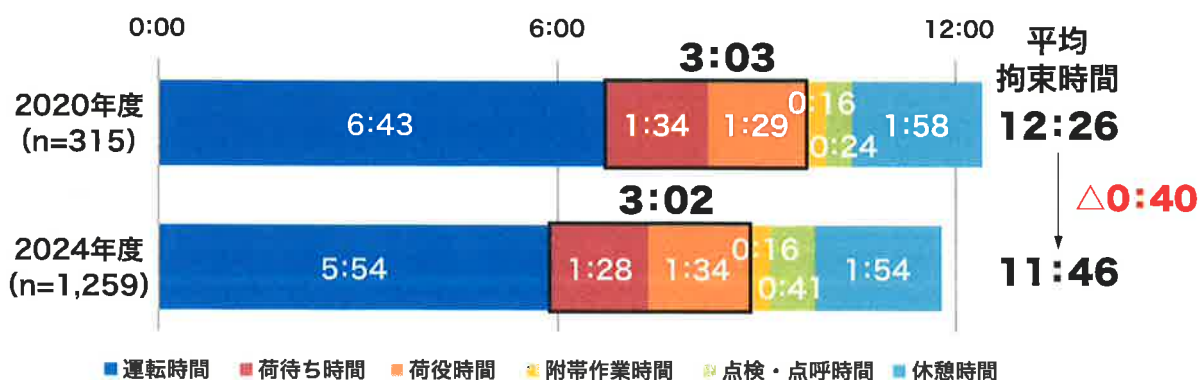 0:00
6:00
12:00
平均
拘束時間
3:03
2020年度
(n=315)
6:43
1:34
1:29
0:16
0:24
1:58
12:26
△0:40
3:02
2024年度
(n=1,259)
5:54
1:28
1:34
0:16
0:41
1:54
11:46
運転時間
荷待ち時間
荷役時間
附帯作業時間
点検・点呼時間
休憩時間